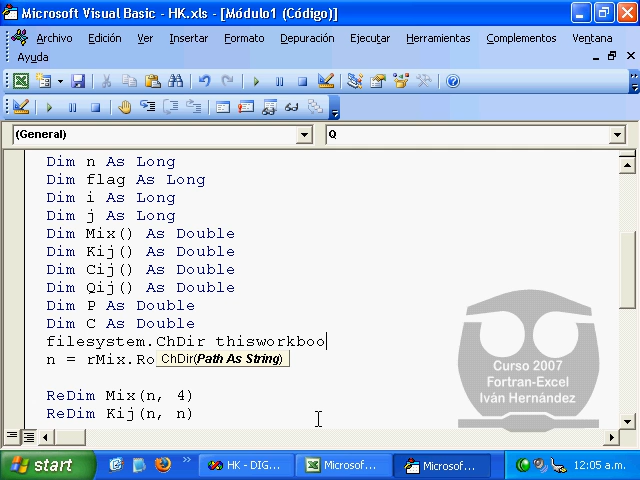 Microsoft Visual Basic - HK.xls - [Módulo1 (Código)]
Archivo Edición Ver Insertar Formato Depuración Ejecutar Herramientas Complementos Ventana
Ayuda
(General) Q
Dim n As Long
Dim flag As Long
Dim i As Long
Dim j As Long
Dim Mix() As Double
Dim Kij() As Double
Dim Cij() As Double
Dim Qij() As Double
Dim P As Double
Dim C As Double
filesystem.ChDir thisworkboo
n = rMix.Ro
ChDir(Path As String)
ReDim Mix(n, 4)
ReDim Kij(n, n)
Curso 2007
Fortran-Excel
Iván Hernández
start HK - DIG... Microsof... Microsof... 12:05 a.m.